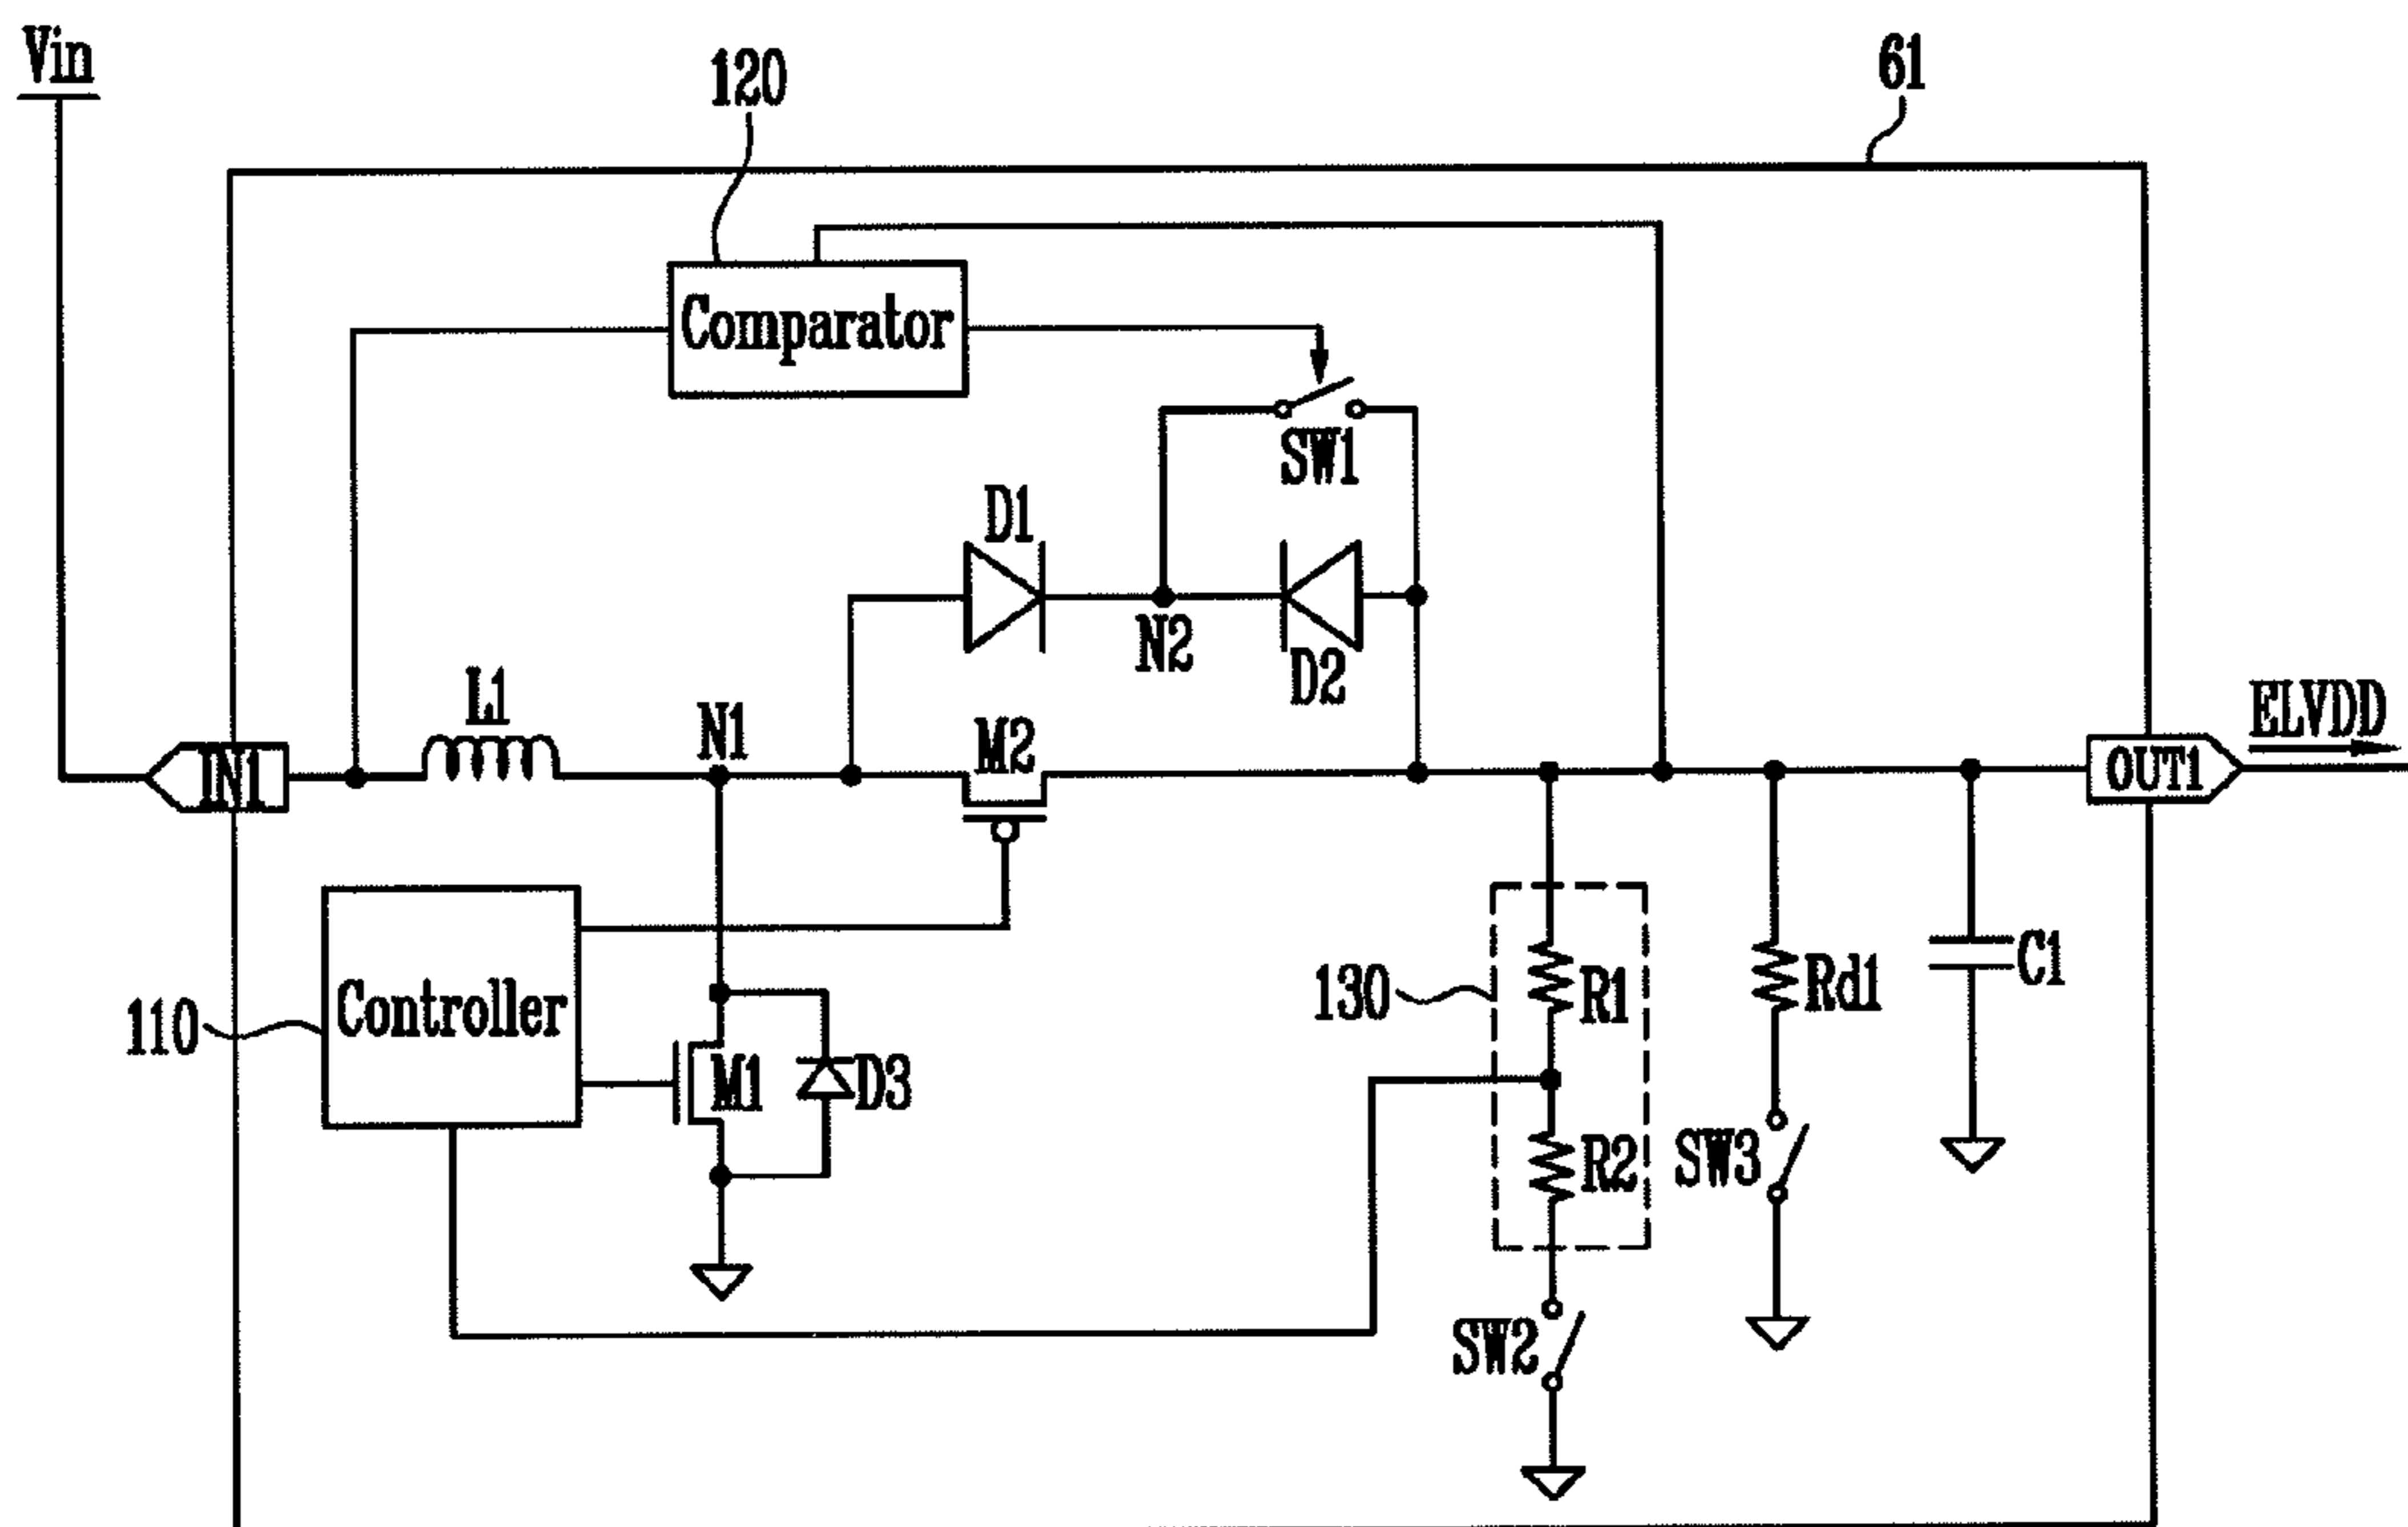 Vin
120
61
Comparator
SW1
D1
N2
D2
L1
N1
M2
ELVDD
IN1
OUT1
Controller
110
M1
D3
130
R1
R2
Rd1
C1
SW3
SW2